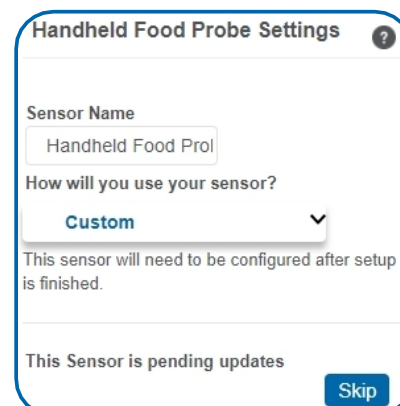 Handheld Food Probe Settings ?
Sensor Name
Handheld Food Prol
How will you use your sensor?
Custom
This sensor will need to be configured after setup
is finished.
This Sensor is pending updates
Skip